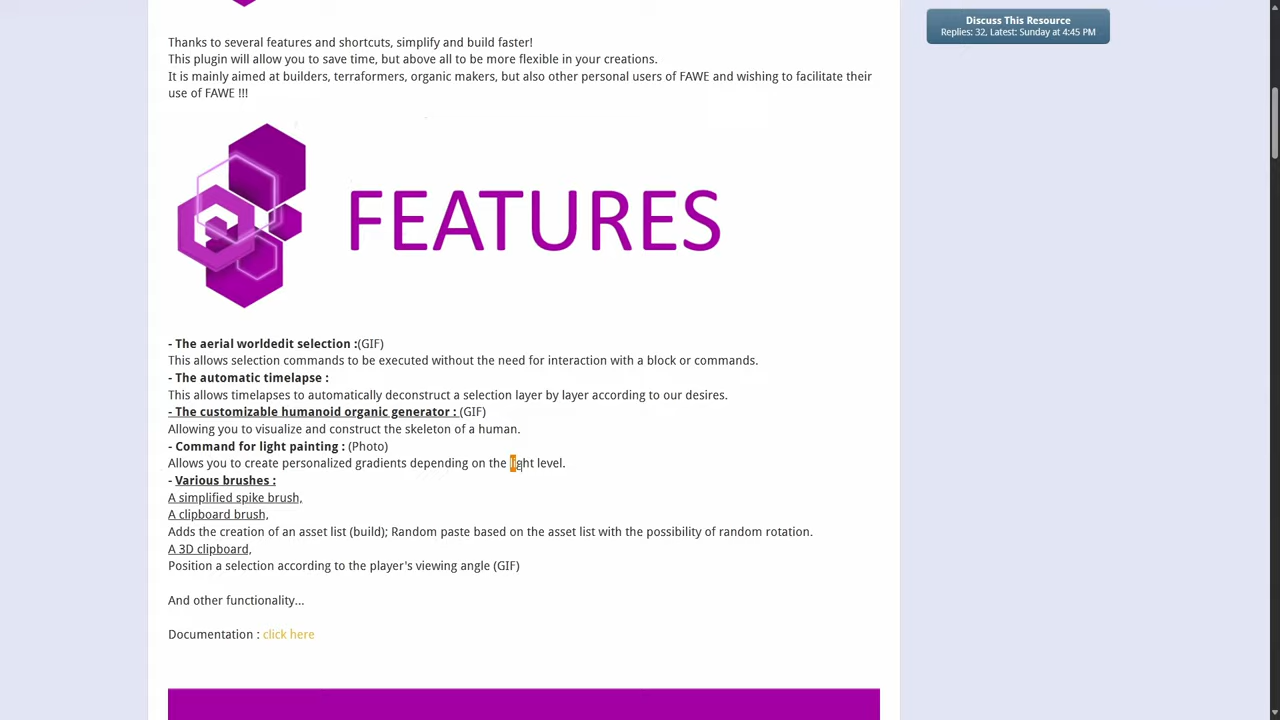 Discuss This Resource
Replies: 32, Latest: Sunday at 4:45 PM
Thanks to several features and shortcuts, simplify and build faster!
This plugin will allow you to save time, but above all to be more flexible in your creations.
It is mainly aimed at builders, terraformers, organic makers, but also other personal users of FAWE and wishing to facilitate their
use of FAWE !!!
FEATURES
- The aerial worldedit selection :(GIF)
This allows selection commands to be executed without the need for interaction with a block or commands.
- The automatic timelapse :
This allows timelapses to automatically deconstruct a selection layer by layer according to our desires.
- The customizable humanoid organic generator : (GIF)
Allowing you to visualize and construct the skeleton of a human.
- Command for light painting : (Photo)
Allows you to create personalized gradients depending on the light level.
- Various brushes :
A simplified spike brush,
A clipboard brush,
Adds the creation of an asset list (build); Random paste based on the asset list with the possibility of random rotation.
A 3D clipboard,
Position a selection according to the player's viewing angle (GIF)
And other functionality...
Documentation : click here